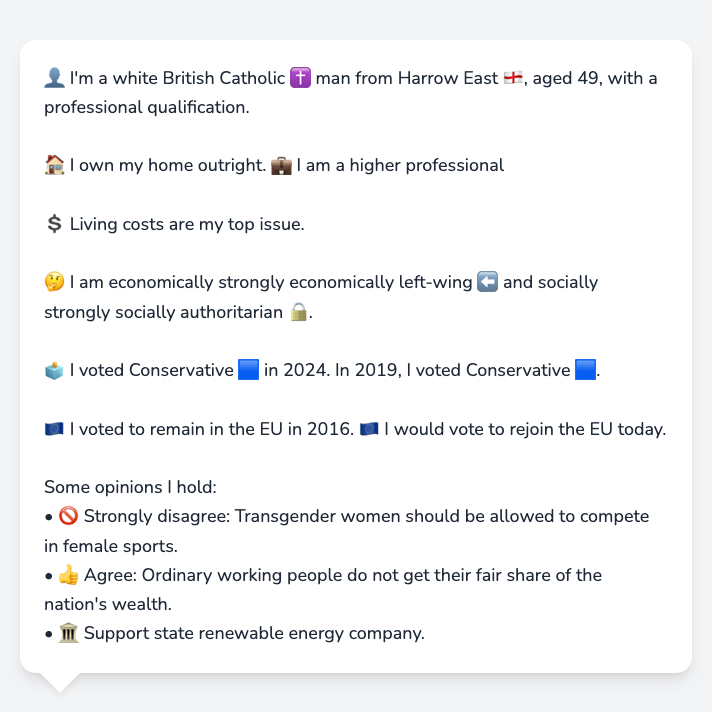 👤 I'm a white British Catholic ✝️ man from Harrow East 🏴󠁧󠁢󠁥󠁮󠁧󠁿, aged 49, with a
professional qualification.
🏠 I own my home outright. 💼 I am a higher professional
💲 Living costs are my top issue.
🤔 I am economically strongly economically left-wing ⬅️ and socially
strongly socially authoritarian 🔒.
🗳️ I voted Conservative 🟦 in 2024. In 2019, I voted Conservative 🟦.
🇪🇺 I voted to remain in the EU in 2016. 🇪🇺 I would vote to rejoin the EU today.
Some opinions I hold:
• 🚫 Strongly disagree: Transgender women should be allowed to compete
in female sports.
• 👍 Agree: Ordinary working people do not get their fair share of the
nation's wealth.
• 🏛️ Support state renewable energy company.